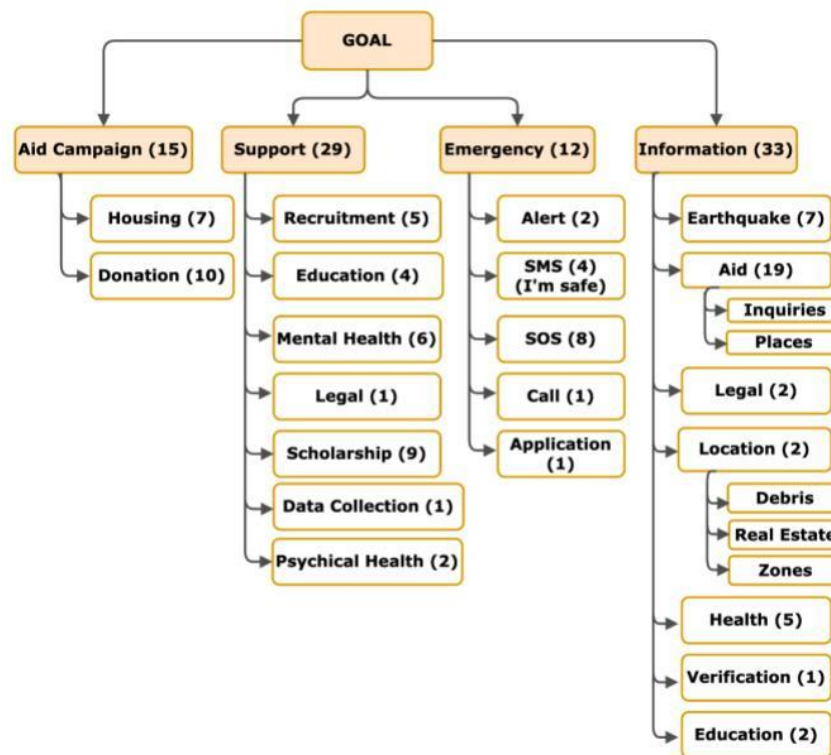 GOAL
Aid Campaign (15)
Housing (7)
Donation (10)
Support (29)
Recruitment (5)
Education (4)
Mental Health (6)
Legal (1)
Scholarship (9)
Data Collection (1)
Psychical Health (2)
Emergency (12)
Alert (2)
SMS (4)
(I'm safe)
SOS (8)
Call (1)
Application
(1)
Information (33)
Earthquake (7)
Aid (19)
Inquiries
Places
Legal (2)
Location (2)
Debris
Real Estate
Zones
Health (5)
Verification (1)
Education (2)